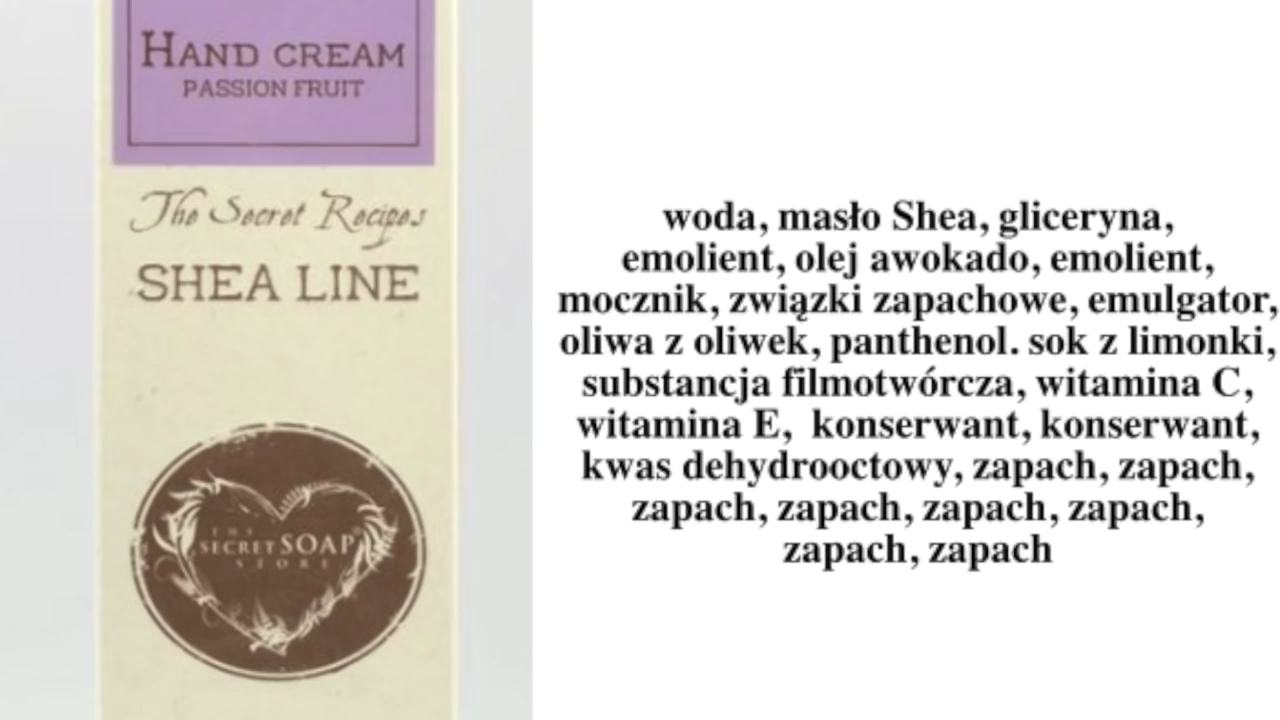 HAND CREAM
PASSION FRUIT
The Secret Recipes
SHEA LINE
THE
SECRET SOAP
STORE
woda, masło Shea, gliceryna,
emolient, olej awokado, emolient,
mocznik, związki zapachowe, emulgator,
oliwa z oliwek, panthenol. sok z limonki,
substancja filmotwórcza, witamina C,
witamina E, konserwant, konserwant,
kwas dehydrooctowy, zapach, zapach,
zapach, zapach, zapach, zapach,
zapach, zapach